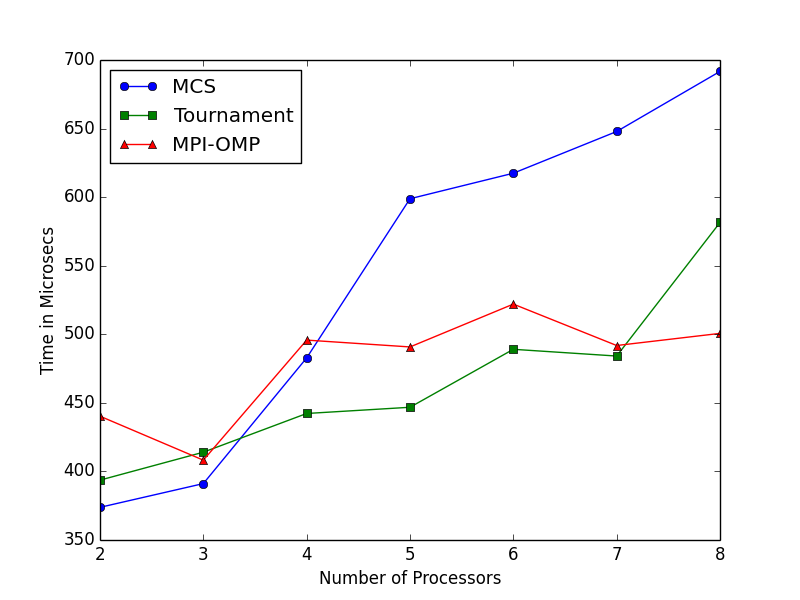 700
650
600
550
500
450
400
350
Time in Microsecs
MCS
Tournament
MPI-OMP
2 3 4 5 6 7 8
Number of Processors